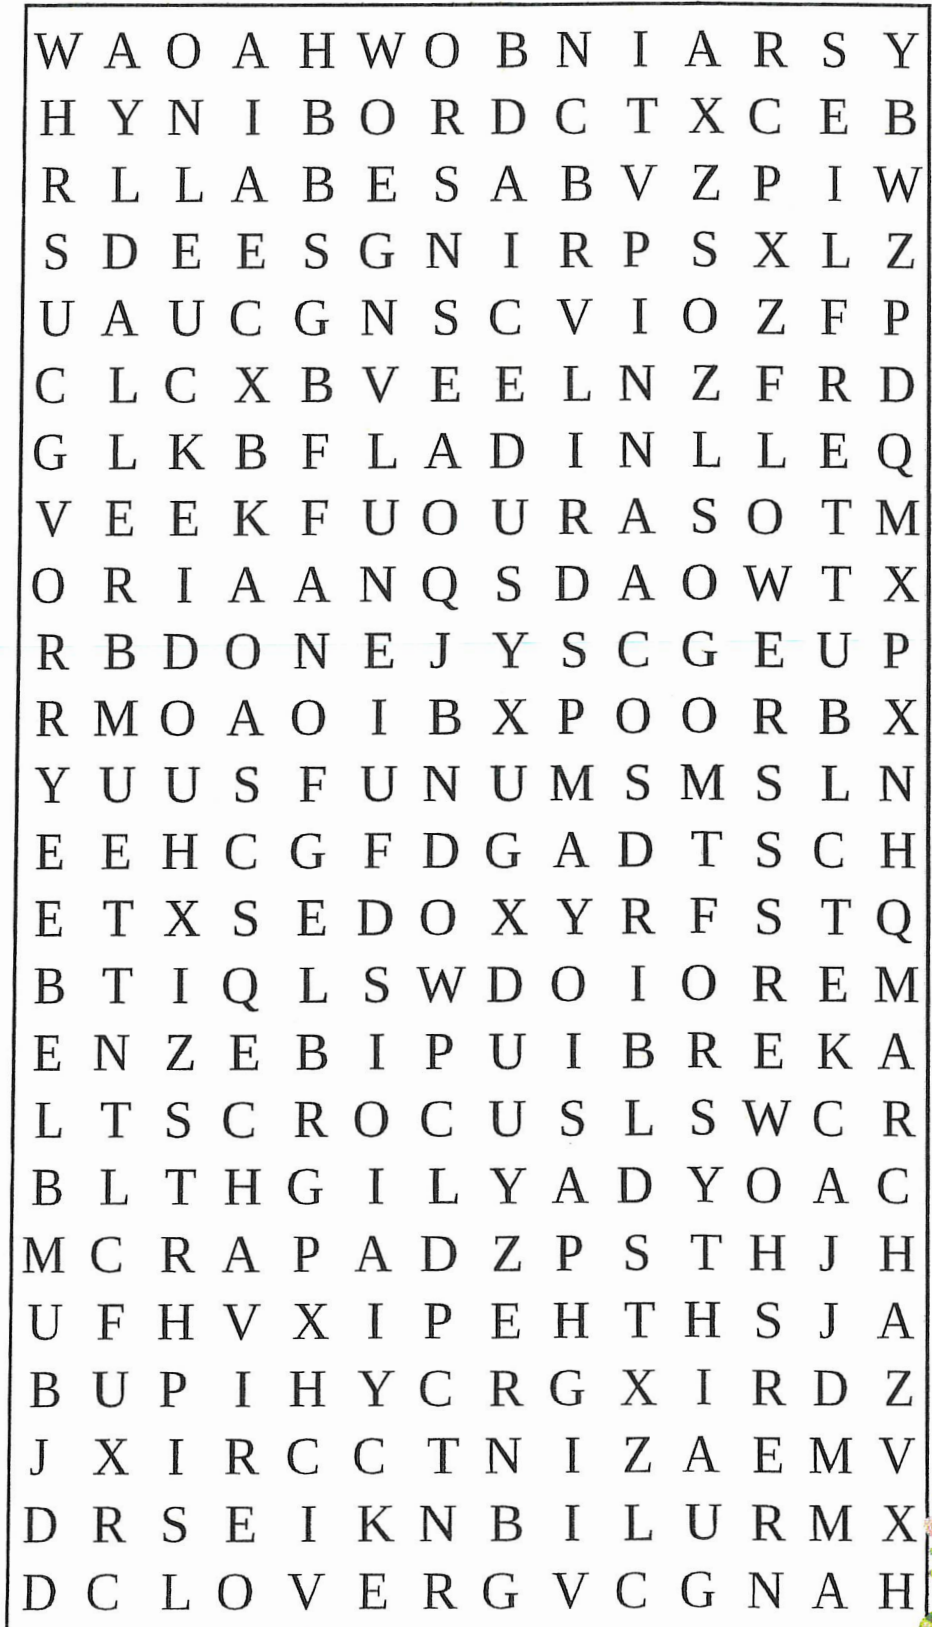 W A O A H W O B N I A R S Y
H Y N I B O R D C T X C E B
R L L A B E S A B V Z P I W
S D E E S G N I R P S X L Z
U A U C G N S C V I O Z F P
C L C X B V E E L N Z F R D
G L K B F L A D I N L L E Q
V E E K F U O U R A S O T M
O R I A A N Q S D A O W T X
R B D O N E J Y S C G E U P
R M O A O I B X P O O R B X
Y U U S F U N U M S M S L N
E E H C G F D G A D T S C H
E T X S E D O X Y R F S T Q
B T I Q L S W D O I O R E M
E N Z E B I P U I B R E K A
L T S C R O C U S L S W C R
B L T H G I L Y A D Y O A C
M C R A P A D Z P S T H J H
U F H V X I P E H T H S J A
B U P I H Y C R G X I R D Z
J X I R C C T N I Z A E M V
D R S E I K N B I L U R M X
D C L O V E R G V C G N A H